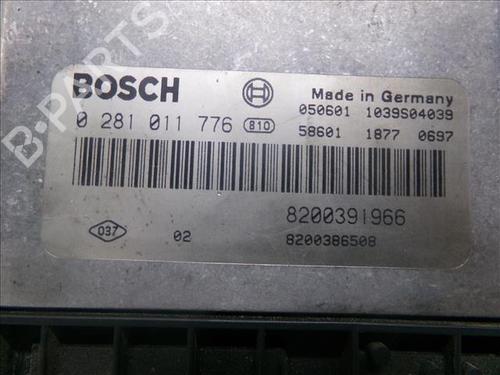 B-PARTS
BOSCH
Made in Germany
0 281 011 776 810
050601 1039S04039
58601 1877 0697
8200391966
037 02 8200386508